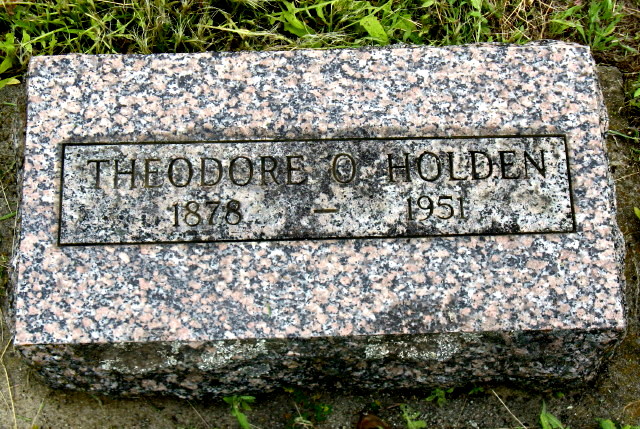 THEODORE O. HOLDEN
1878 – 1951